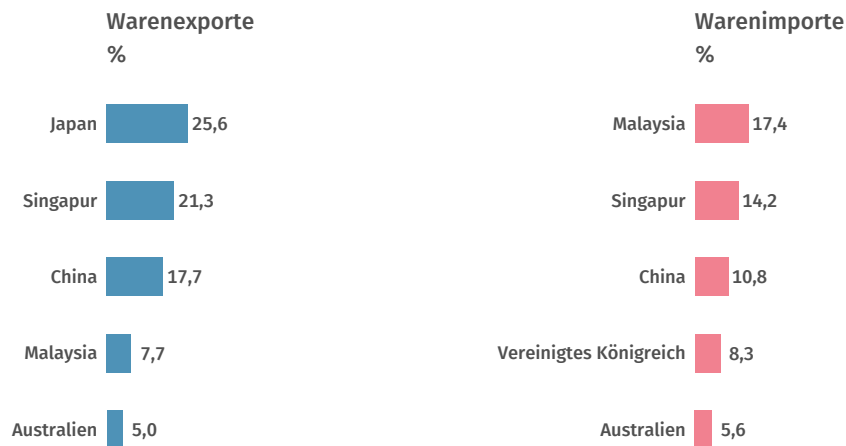 Warenexporte
%
Japan 25,6
Singapur 21,3
China 17,7
Malaysia 7,7
Australien 5,0
Warenimporte
%
Malaysia 17,4
Singapur 14,2
China 10,8
Vereinigtes Königreich 8,3
Australien 5,6